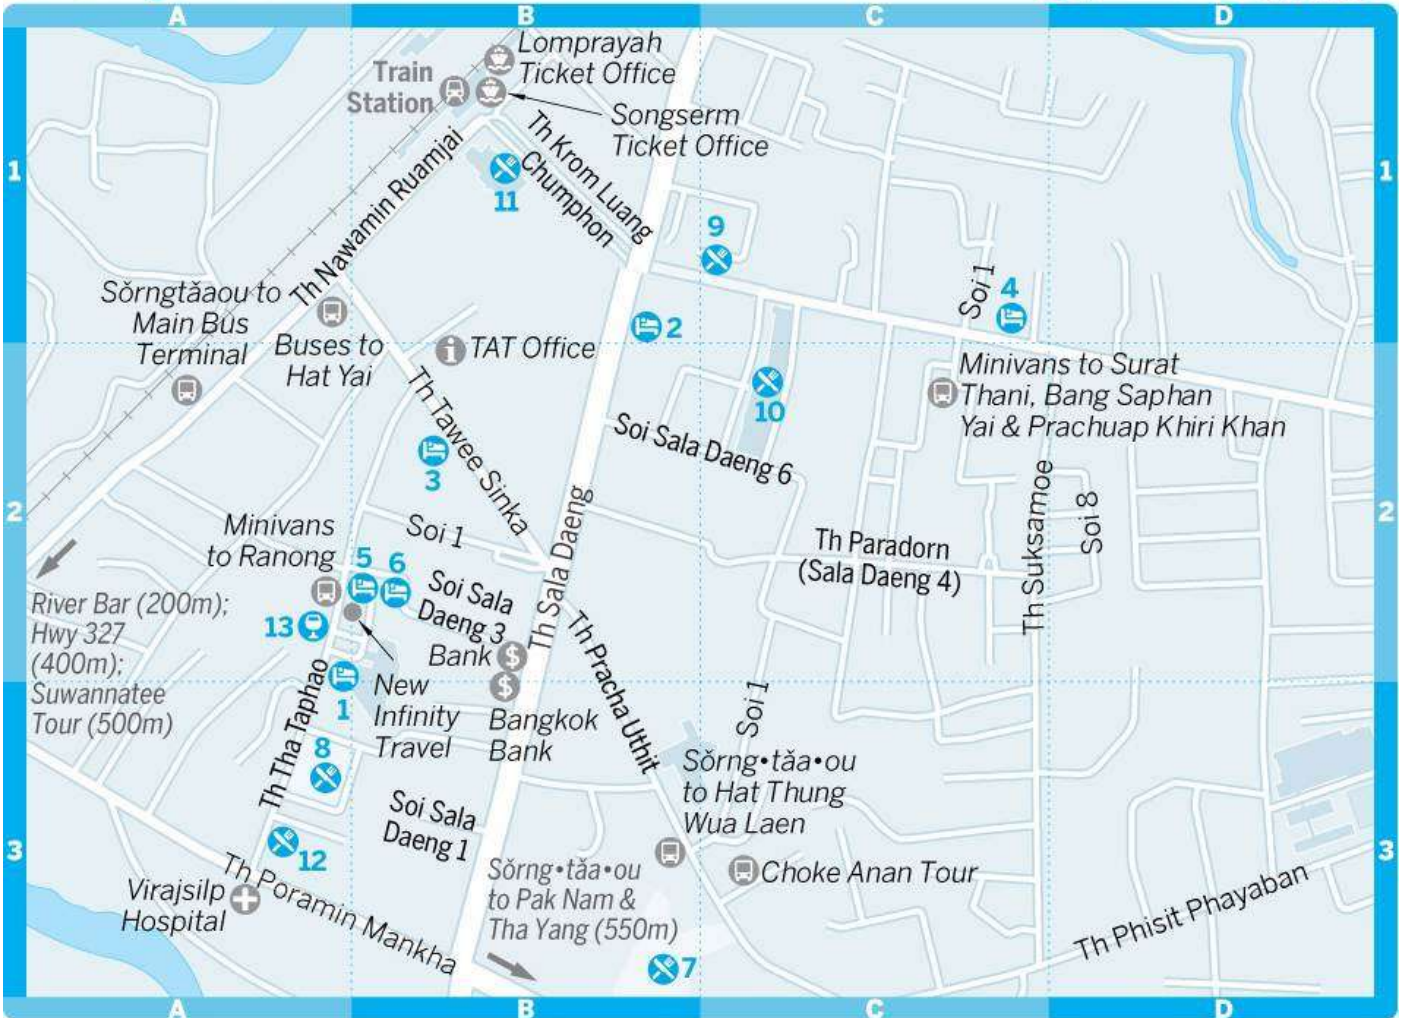 A
B
C
D
1
1
Lomprayah
Ticket Office
Train
Station
Songserm
Ticket Office
Th Krom Luang
Chumphon
11
Th Nawamin Ruamjai
9
Soi 1
4
Sŏrngtăaou to
Main Bus
Terminal
Buses to
Hat Yai
TAT Office
2
10
Minivans to Surat
Thani, Bang Saphan
Yai & Prachuap Khiri Khan
Th Tawee Sinka
3
Soi Sala Daeng 6
2
2
Soi 1
Minivans
to Ranong
5
6
Soi Sala
Daeng 3
Th Sala Daeng
Th Paradorn
(Sala Daeng 4)
Th Suksamoe
Soi 8
River Bar (200m);
Hwy 327
(400m);
Suwannatee
Tour (500m)
13
Bank
Th Pracha Uthit
1
New
Infinity
Travel
Bangkok
Bank
Soi 1
Th Tha Taphao
8
Sŏrng•tăa•ou
to Hat Thung
Wua Laen
Soi Sala
Daeng 1
3
3
12
Th Poramin Mankha
Virajsilp
Hospital
Sŏrng•tăa•ou
to Pak Nam &
Tha Yang (550m)
Choke Anan Tour
Th Phisit Phayaban
7
A
B
C
D